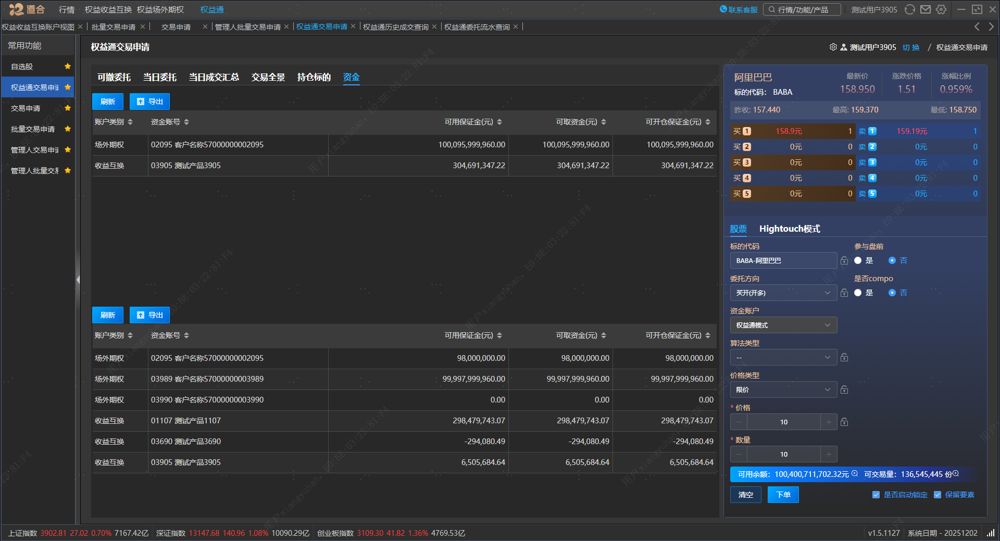 道合 行情 权益收益互换 权益场外期权 权益通 联系客服 行情/功能/产品 测试用户3905
权益收益互换账户视图 × 批量交易申请 × 交易申请 × 管理人批量交易申请 × 权益通交易申请 × 权益通历史成交查询 × 权益通委托流水查询 ×
常用功能
自选股
权益通交易申请
交易申请
批量交易申请
管理人交易申请
管理人批量交易
权益通交易申请
测试用户3905 切换 / 权益通交易申请
可撤委托 当日委托 当日成交汇总 交易全景 持仓标的 资金
刷新 导出
账户类别 资金账号 可用保证金(元) 可取资金(元) 可开仓保证金(元)
场外期权 02095 客户名称57000000002095 100,095,999,960.00 100,095,999,960.00 100,095,999,960.00
收益互换 03905 测试产品3905 304,691,347.22 304,691,347.22 304,691,347.22
刷新 导出
账户类别 资金账号 可用保证金(元) 可取资金(元) 可开仓保证金(元)
场外期权 02095 客户名称57000000002095 98,000,000.00 98,000,000.00 98,000,000.00
场外期权 03989 客户名称57000000003989 99,997,999,960.00 99,997,999,960.00 99,997,999,960.00
场外期权 03990 客户名称57000000003990 0.00 0.00 0.00
收益互换 01107 测试产品1107 298,479,743.07 298,479,743.07 298,479,743.07
收益互换 03690 测试产品3690 -294,080.49 -294,080.49 -294,080.49
收益互换 03905 测试产品3905 6,505,684.64 6,505,684.64 6,505,684.64
阿里巴巴 最新价 涨跌价格 涨幅比例
标的代码： BABA 158.950 1.51 0.959%
昨收: 157.440 最高: 159.370 最低: 158.750
买 1 158.9元 1 卖 1 159.19元 1
买 2 0元 0 卖 2 0元 0
买 3 0元 0 卖 3 0元 0
买 4 0元 0 卖 4 0元 0
买 5 0元 0 卖 5 0元 0
股票 Hightouch模式
标的代码 参与盘前
BABA-阿里巴巴 是 否
委托方向 是否compo
买开(开多) 是 否
资金账户
权益通模式
算法类型
--
价格类型
限价
* 价格
10
* 数量
10
可用余额：100,400,711,702.32元 可交易量：136,545,445 份
清空 下单 是否启动锁定 保留要素
上证指数 3902.81 27.02 0.70% 7167.42亿 深证指数 13147.68 140.96 1.08% 10090.29亿 创业板指数 3109.30 41.82 1.36% 4769.53亿
v1.5.1127 系统日期 - 20251202
用户xiangyuhan, E0:BE:03:22:81:F4